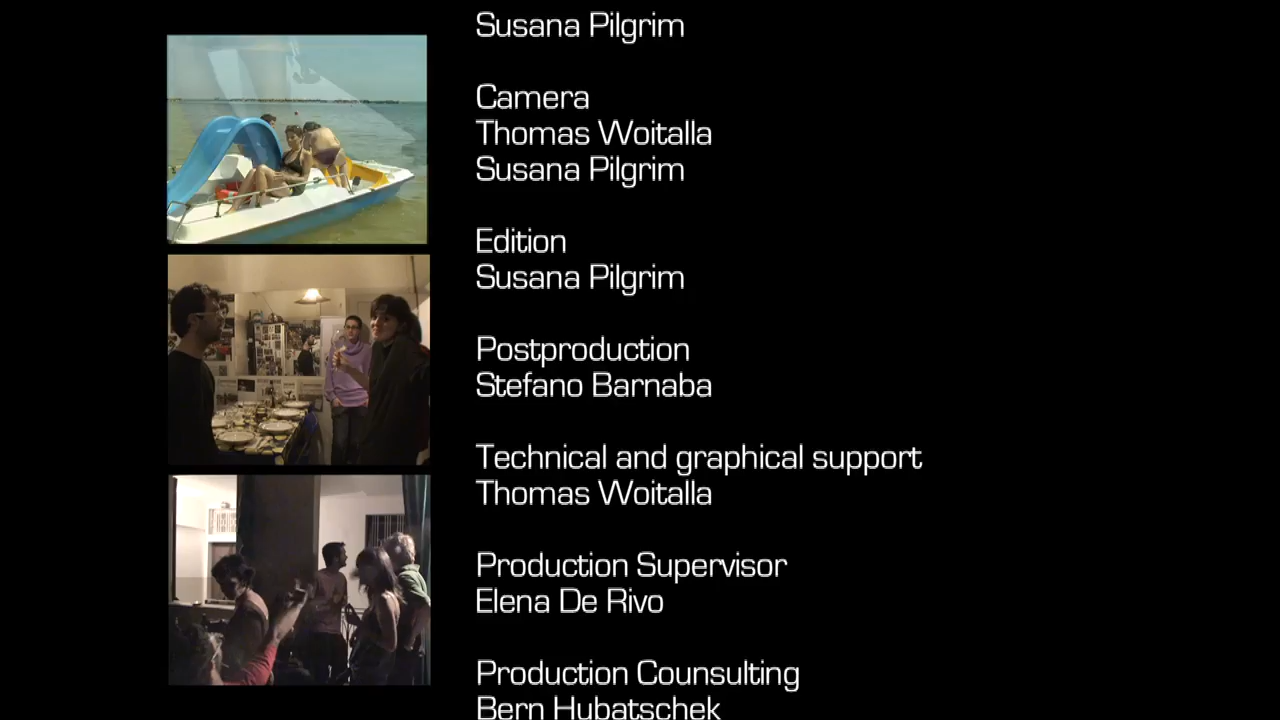 Susana Pilgrim
Camera
Thomas Woitalla
Susana Pilgrim
Edition
Susana Pilgrim
Postproduction
Stefano Barnaba
Technical and graphical support
Thomas Woitalla
Production Supervisor
Elena De Rivo
Production Counsulting
Bern Hubatschek